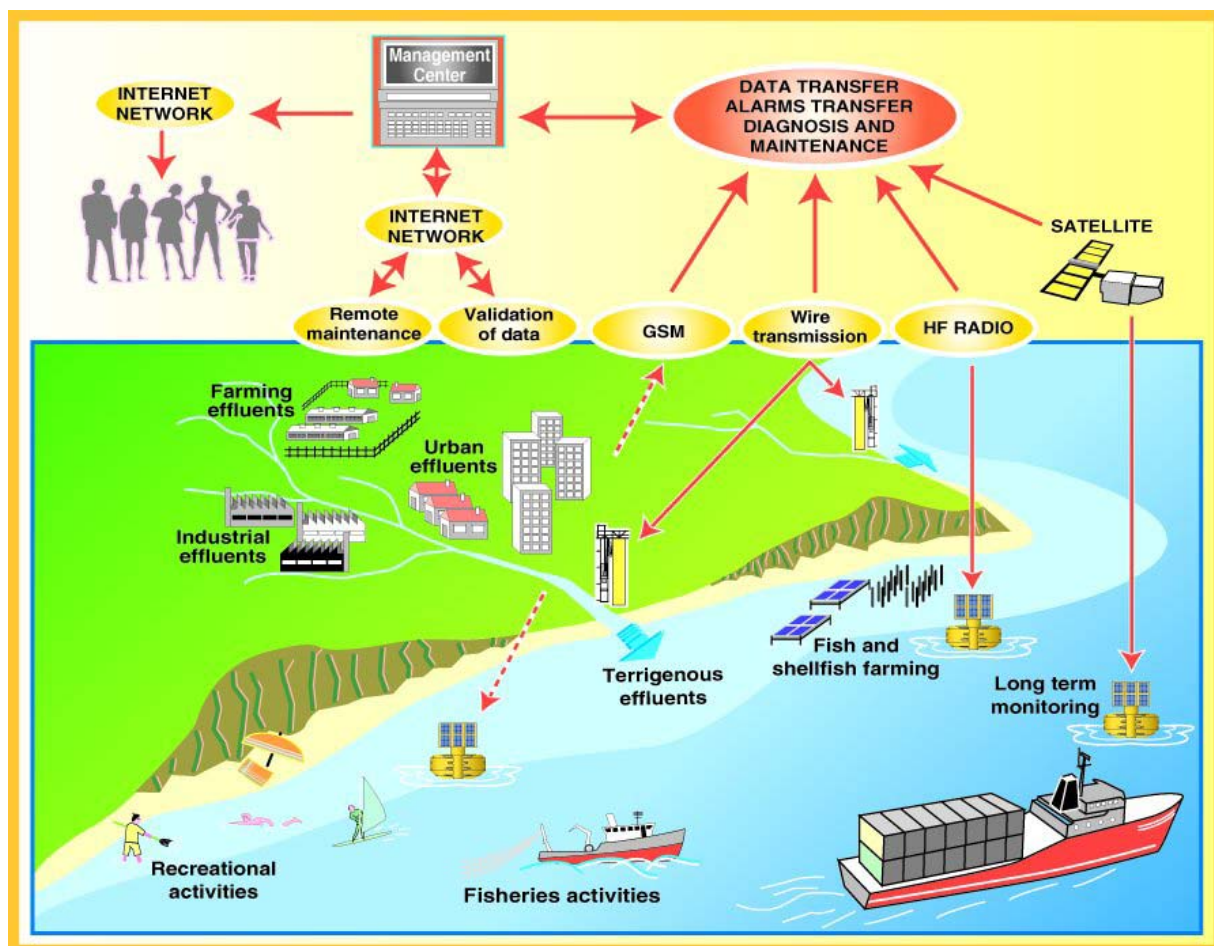 Management
Center
INTERNET
NETWORK
DATA TRANSFER
ALARMS TRANSFER
DIAGNOSIS AND
MAINTENANCE
INTERNET
NETWORK
SATELLITE
Remote
maintenance
Validation
of data
GSM
Wire
transmission
HF RADIO
Farming
effluents
Urban
effluents
Industrial
effluents
Terrigenous
effluents
Fish and
shellfish farming
Long term
monitoring
Recreational
activities
Fisheries activities